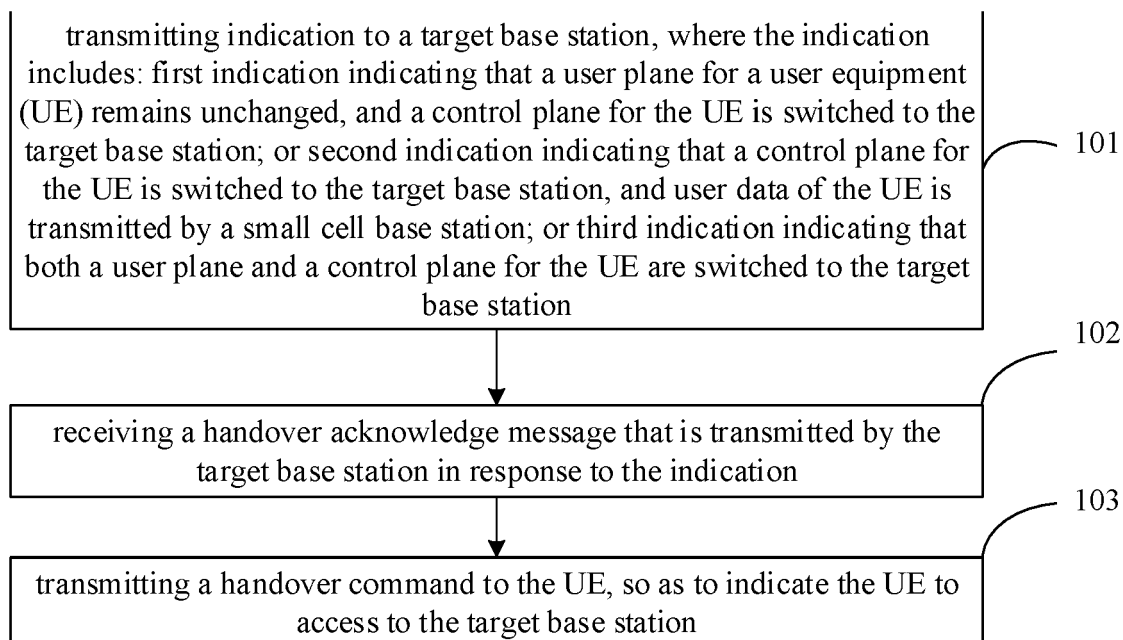 transmitting indication to a target base station, where the indication
includes: first indication indicating that a user plane for a user equipment
(UE) remains unchanged, and a control plane for the UE is switched to the
target base station; or second indication indicating that a control plane for
the UE is switched to the target base station, and user data of the UE is
transmitted by a small cell base station; or third indication indicating that
both a user plane and a control plane for the UE are switched to the target
base station
101
102
receiving a handover acknowledge message that is transmitted by the
target base station in response to the indication
103
transmitting a handover command to the UE, so as to indicate the UE to
access to the target base station